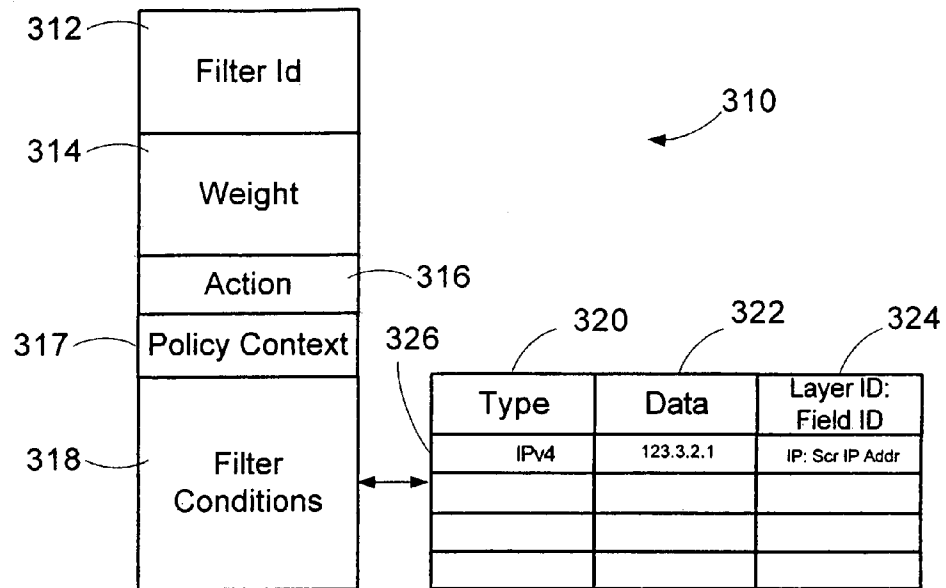 312
Filter Id
310
314
Weight
Action
316
317
Policy Context
326
320
322
324
Type
Data
Layer ID:
Field ID
318
Filter
Conditions
IPv4
123.3.2.1
IP: Scr IP Addr